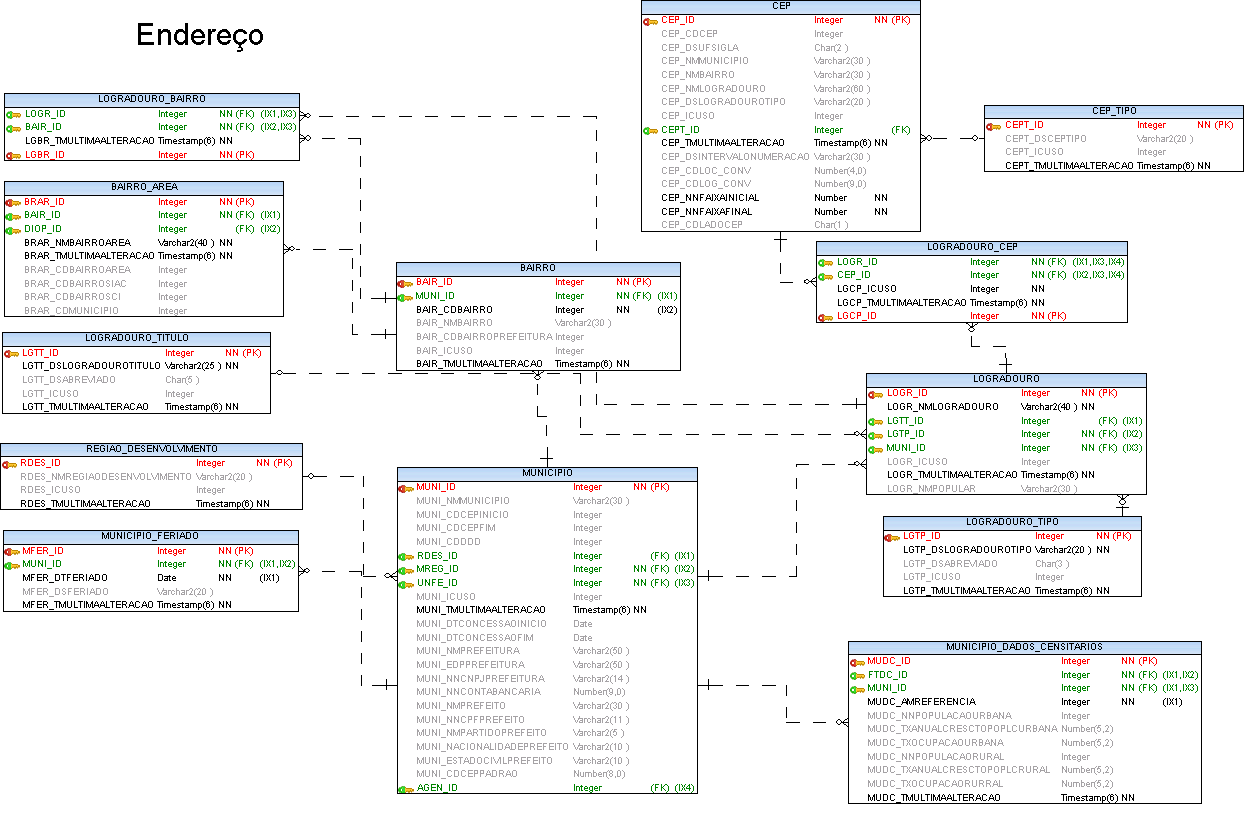 Endereço
CEP
CEP_ID Integer NN (PK)
CEP_CDCEP Integer
CEP_DSUFSIGLA Char(2 )
CEP_NMMUNICIPIO Varchar2(30 )
CEP_NMBAIRRO Varchar2(30 )
CEP_NMLOGRADOURO Varchar2(60 )
CEP_DSLOGRADOUROTIPO Varchar2(20 )
CEP_ICUSO Integer
CEPT_ID Integer (FK)
CEP_TMULTIMAALTERACAO Timestamp(6) NN
CEP_DSINTERVALONUMERACAO Varchar2(30 )
CEP_CDLOC_CONV Number(4,0)
CEP_CDLOG_CONV Number(9,0)
CEP_NNFAIXAINICIAL Number NN
CEP_NNFAIXAFINAL Number NN
CEP_CDLADOCEP Char(1 )
LOGRADOURO_BAIRRO
LOGR_ID Integer NN (FK) (IX1,IX3)
BAIR_ID Integer NN (FK) (IX2,IX3)
LGBR_TMULTIMAALTERACAO Timestamp(6) NN
LGBR_ID Integer NN (PK)
CEP_TIPO
CEPT_ID Integer NN (PK)
CEPT_DSCEPTIPO Varchar2(20 )
CEPT_ICUSO Integer
CEPT_TMULTIMAALTERACAO Timestamp(6) NN
BAIRRO_AREA
BRAR_ID Integer NN (PK)
BAIR_ID Integer NN (FK) (IX1)
DIOP_ID Integer (FK) (IX2)
BRAR_NMBAIRROAREA Varchar2(40 ) NN
BRAR_TMULTIMAALTERACAO Timestamp(6) NN
BRAR_CDBAIRROAREA Integer
BRAR_CDBAIRROSIAC Integer
BRAR_CDBAIRROSCI Integer
BRAR_CDMUNICIPIO Integer
LOGRADOURO_CEP
LOGR_ID Integer NN (FK) (IX1,IX3,IX4)
CEP_ID Integer NN (FK) (IX2,IX3,IX4)
LGCP_ICUSO Integer NN
LGCP_TMULTIMAALTERACAO Timestamp(6) NN
LGCP_ID Integer NN (PK)
BAIRRO
BAIR_ID Integer NN (PK)
MUNI_ID Integer NN (FK) (IX1)
BAIR_CDBAIRRO Integer NN (IX2)
BAIR_NMBAIRRO Varchar2(30 )
BAIR_CDBAIRROPREFEITURA Integer
BAIR_ICUSO Integer
BAIR_TMULTIMAALTERACAO Timestamp(6) NN
LOGRADOURO_TITULO
LGTT_ID Integer NN (PK)
LGTT_DSLOGRADOUROTITULO Varchar2(25 ) NN
LGTT_DSABREVIADO Char(5 )
LGTT_ICUSO Integer
LGTT_TMULTIMAALTERACAO Timestamp(6) NN
LOGRADOURO
LOGR_ID Integer NN (PK)
LOGR_NMLOGRADOURO Varchar2(40 ) NN
LGTT_ID Integer (FK) (IX1)
LGTP_ID Integer NN (FK) (IX2)
MUNI_ID Integer NN (FK) (IX3)
LOGR_ICUSO Integer
LOGR_TMULTIMAALTERACAO Timestamp(6) NN
LOGR_NMPOPULAR Varchar2(30 )
REGIAO_DESENVOLVIMENTO
RDES_ID Integer NN (PK)
RDES_NMREGIAODESENVOLVIMENTO Varchar2(20 )
RDES_ICUSO Integer
RDES_TMULTIMAALTERACAO Timestamp(6) NN
MUNICIPIO
MUNI_ID Integer NN (PK)
MUNI_NMMUNICIPIO Varchar2(30 )
MUNI_CDCEPINICIO Integer
MUNI_CDCEPFIM Integer
MUNI_CDDDD Integer
RDES_ID Integer (FK) (IX1)
MREG_ID Integer NN (FK) (IX2)
UNFE_ID Integer NN (FK) (IX3)
MUNI_ICUSO Integer
MUNI_TMULTIMAALTERACAO Timestamp(6) NN
MUNI_DTCONCESSAOINICIO Date
MUNI_DTCONCESSAOFIM Date
MUNI_NMPREFEITURA Varchar2(50 )
MUNI_EDPPREFEITURA Varchar2(50 )
MUNI_NNCNPJPREFEITURA Varchar2(14 )
MUNI_NNCONTABANCARIA Number(9,0)
MUNI_NMPREFEITO Varchar2(30 )
MUNI_NNCPFPREFEITO Varchar2(11 )
MUNI_NMPARTIDOPREFEITO Varchar2(5 )
MUNI_NACIONALIDADEPREFEITO Varchar2(10 )
MUNI_ESTADOCIVILPREFEITO Varchar2(10 )
MUNI_CDCEPPADRAO Number(8,0)
AGEN_ID Integer (FK) (IX4)
LOGRADOURO_TIPO
LGTP_ID Integer NN (PK)
LGTP_DSLOGRADOUROTIPO Varchar2(20 ) NN
LGTP_DSABREVIADO Char(3 )
LGTP_ICUSO Integer
LGTP_TMULTIMAALTERACAO Timestamp(6) NN
MUNICIPIO_FERIADO
MFER_ID Integer NN (PK)
MUNI_ID Integer NN (FK) (IX1,IX2)
MFER_DTFERIADO Date NN (IX1)
MFER_DSFERIADO Varchar2(20 )
MFER_TMULTIMAALTERACAO Timestamp(6) NN
MUNICIPIO_DADOS_CENSITARIOS
MUDC_ID Integer NN (PK)
FTDC_ID Integer NN (FK) (IX1,IX2)
MUNI_ID Integer NN (FK) (IX1,IX3)
MUDC_AMREFERENCIA Integer NN (IX1)
MUDC_NNPOPULACAOURBANA Integer
MUDC_TXANUALCRESCTOPOPLCURBANA Number(5,2)
MUDC_TXOCUPACAOURBANA Number(5,2)
MUDC_NNPOPULACAORURAL Integer
MUDC_TXANUALCRESCTOPOPLCRURAL Number(5,2)
MUDC_TXOCUPACAORURRAL Number(5,2)
MUDC_TMULTIMAALTERACAO Timestamp(6) NN